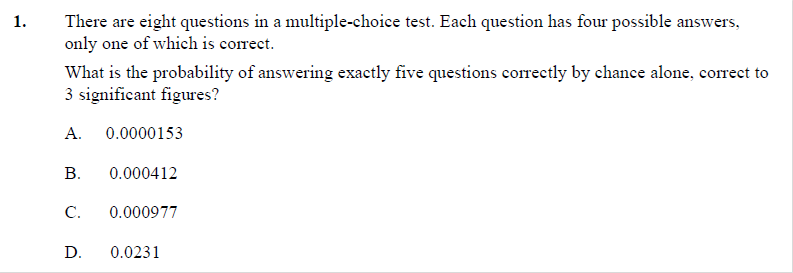 1. There are eight questions in a multiple-choice test. Each question has four possible answers,
only one of which is correct.
What is the probability of answering exactly five questions correctly by chance alone, correct to
3 significant figures?
A. 0.0000153
B. 0.000412
C. 0.000977
D. 0.0231